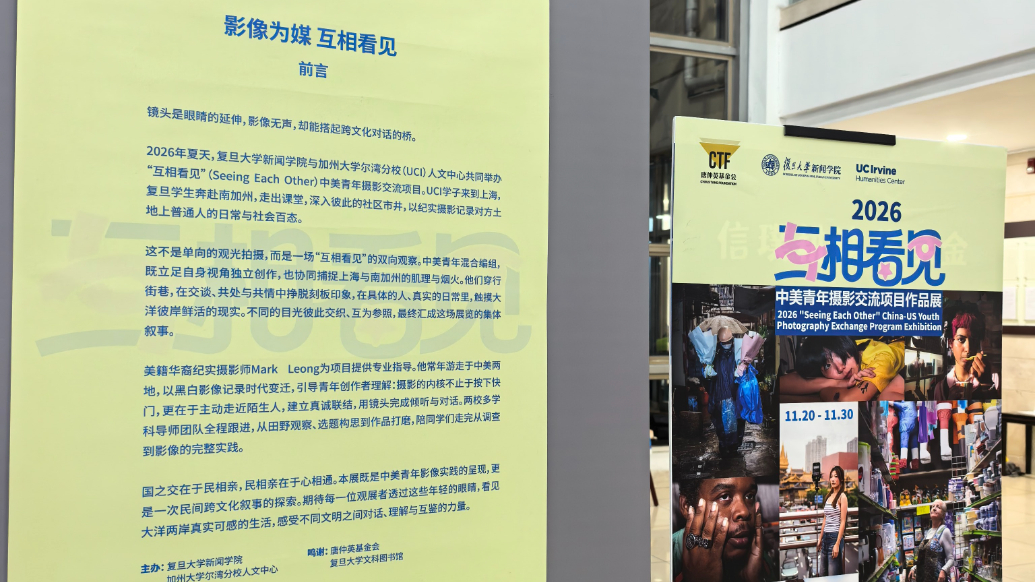 影像为媒 互相看见
前言
镜头是眼睛的延伸，影像无声，却能搭起跨文化对话的桥。
2026年夏天，复旦大学新闻学院与加州大学尔湾分校（UCI）人文中心共同举办
“互相看见”（Seeing Each Other）中美青年摄影交流项目。UCI学子来到上海，
复旦学生奔赴南加州，走出课堂，深入彼此的社区市井，以纪实摄影记录对方土
地上普通人的日常与社会百态。
这不是单向的观光拍摄，而是一场“互相看见”的双向观察。中美青年混合编组，
既立足自身视角独立创作，也协同捕捉上海与南加州的肌理与烟火。他们穿行
街巷，在交谈、共处与共情中挣脱刻板印象，在具体的人、真实的日常里，触摸大
洋彼岸鲜活的现实。不同的目光彼此交织、互为参照，最终汇成这场展览的集体
叙事。
美籍华裔纪实摄影师Mark Leong为项目提供专业指导。他常年游走于中美两
地，以黑白影像记录时代变迁，引导青年创作者理解：摄影的内核不止于按下快
门，更在于主动走近陌生人，建立真诚联结，用镜头完成倾听与对话。两校多学
科导师团队全程跟进，从田野观察、选题构思到作品打磨，陪同学们走完从调查
到影像的完整实践。
国之交在于民相亲，民相亲在于心相通。本展既是中美青年影像实践的呈现，更
是一次民间跨文化叙事的探索。期待每一位观展者透过这些年轻的眼睛，看见
大洋两岸真实可感的生活，感受不同文明之间对话、理解与互鉴的力量。
主办：复旦大学新闻学院
加州大学尔湾分校人文中心
鸣谢：唐仲英基金会
复旦大学文科图书馆
互相看见
CTF
唐仲英基金会
CYRUS TANG FOUNDATION
復旦大學新闻学院
UC Irvine
Humanities Center
2026
互相看见
中美青年摄影交流项目作品展
2026 "Seeing Each Other" China-US Youth
Photography Exchange Program Exhibition
11.20 - 11.30